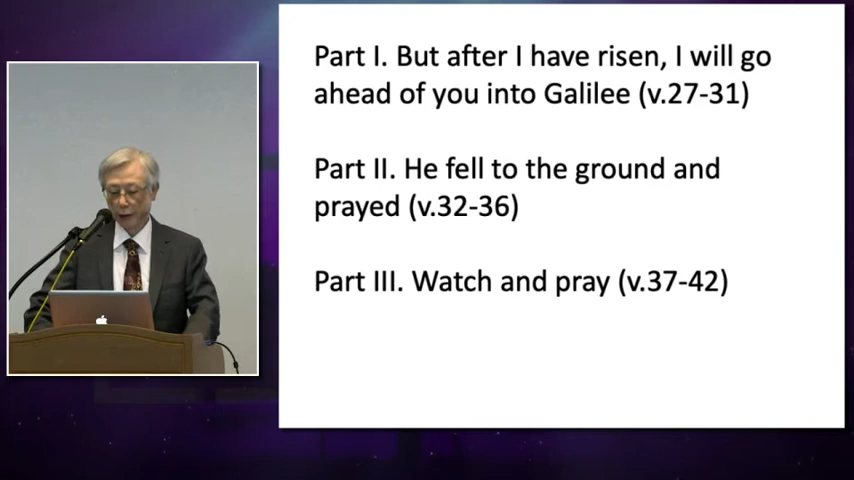 Part I. But after I have risen, I will go
ahead of you into Galilee (v.27-31)
Part II. He fell to the ground and
prayed (v.32-36)
Part III. Watch and pray (v.37-42)